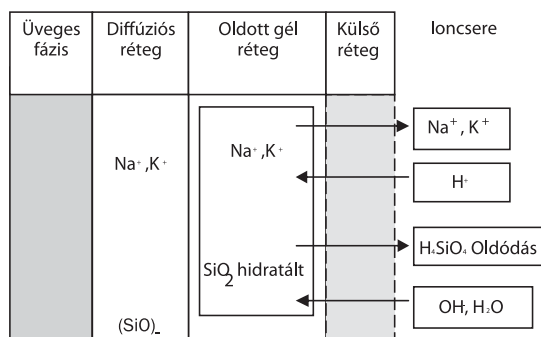 Üveges
fázis
Diffúziós
réteg
Oldott gél
réteg
Külső
réteg
Ioncsere
Na⁺,K⁺
(SiO)₋
Na⁺,K⁺
SiO₂ hidratált
Na⁺, K⁺
H⁺
H₄SiO₄ Oldódás
OH, H₂O